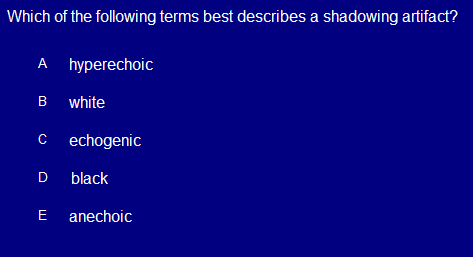 Which of the following terms best describes a shadowing artifact?
A hyperechoic
B white
C echogenic
D black
E anechoic